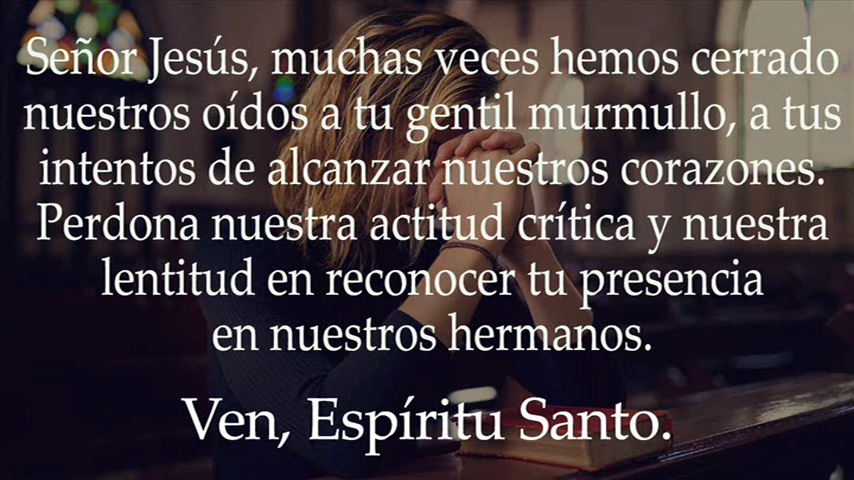 Señor Jesús, muchas veces hemos cerrado
nuestros oídos a tu gentil murmullo, a tus
intentos de alcanzar nuestros corazones.
Perdona nuestra actitud crítica y nuestra
lentitud en reconocer tu presencia
en nuestros hermanos.
Ven, Espíritu Santo.